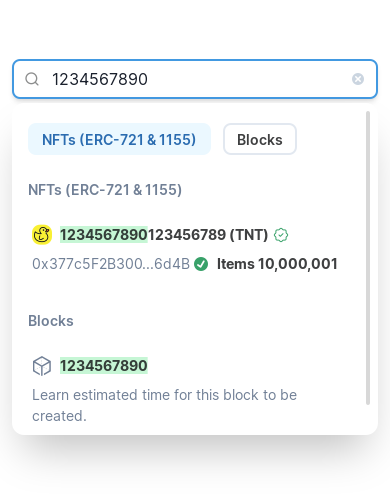 1234567890
NFTs (ERC-721 & 1155)
Blocks
NFTs (ERC-721 & 1155)
1234567890123456789 (TNT)
0x377c5F2B300...6d4B Items 10,000,001
Blocks
1234567890
Learn estimated time for this block to be
created.